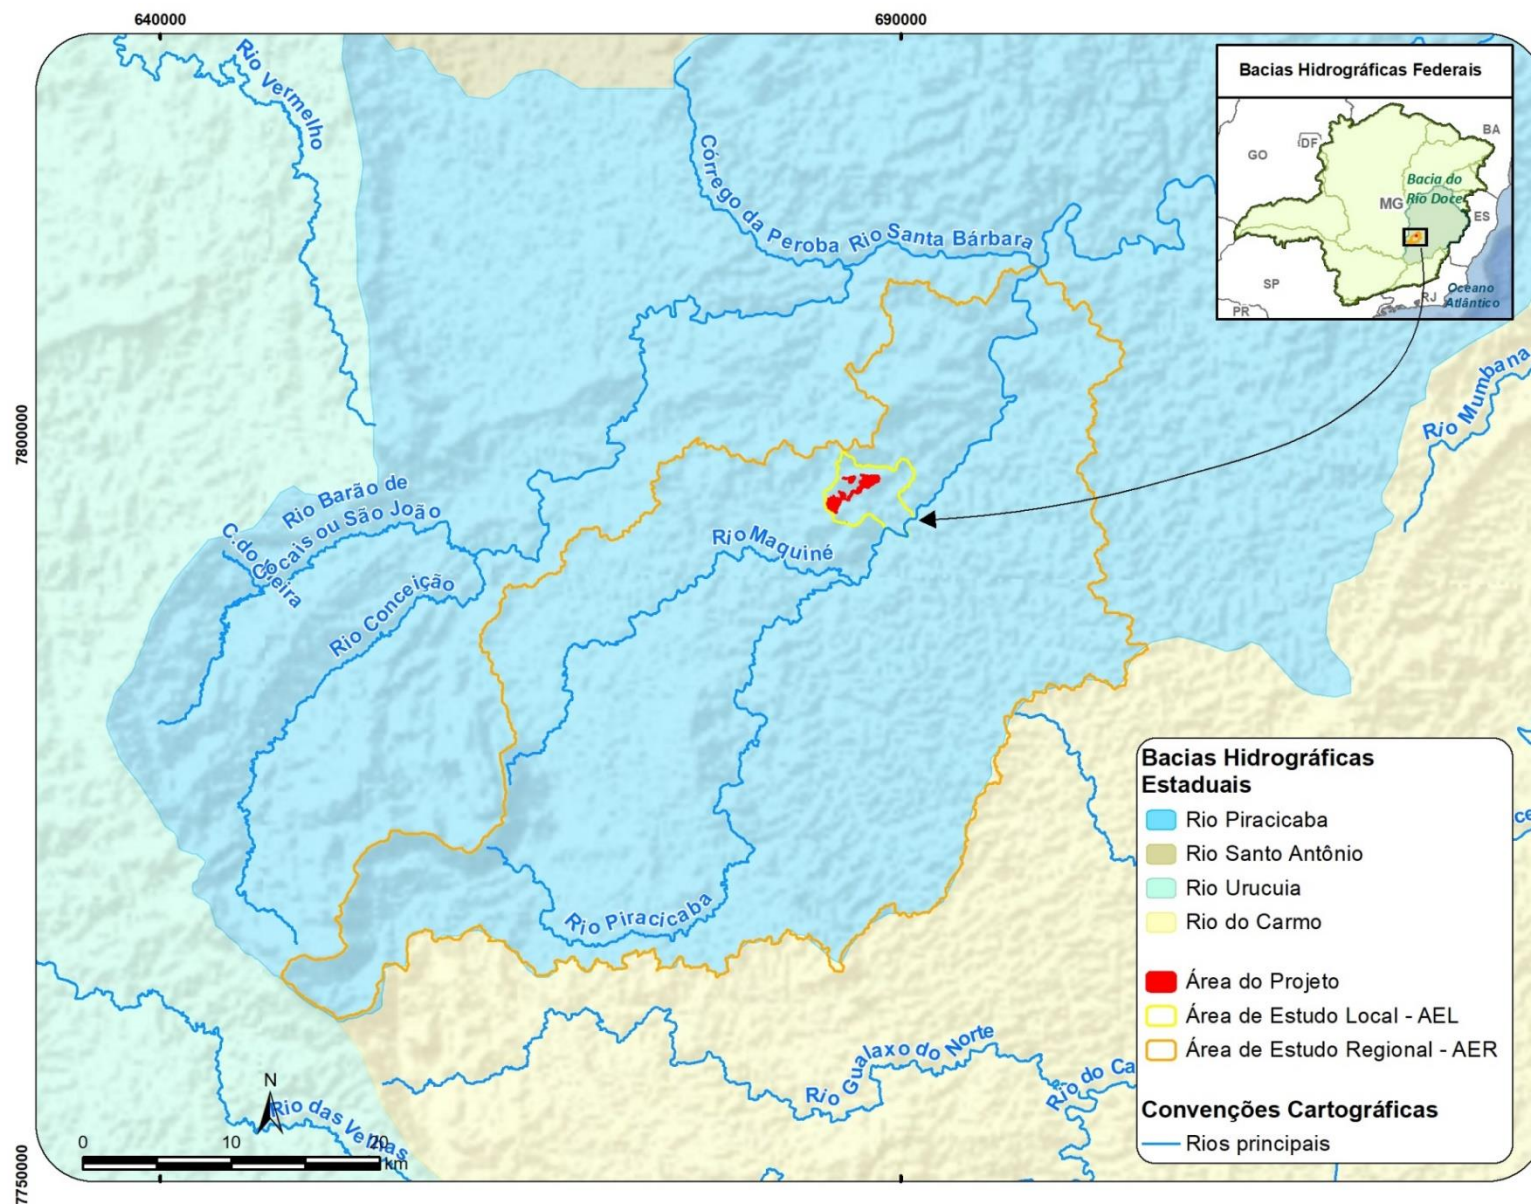 640000
690000
7800000
7750000
Rio Vermelho
Córrego da Peroba
Rio Santa Bárbara
Bacias Hidrográficas Federais
BA
GO
DF
Bacia do
Rio Doce
MG
ES
SP
RJ
Oceano
Atlântico
PR
Rio Mumbana
Rio Barão de
Cocais ou São João
C.do Vieira
Rio Conceição
Rio Maquiné
Rio Piracicaba
Rio Gualaxo do Norte
Rio do Ca
Rio das Velhas
ce
Bacias Hidrográficas
Estaduais
Rio Piracicaba
Rio Santo Antônio
Rio Urucuia
Rio do Carmo
Área do Projeto
Área de Estudo Local - AEL
Área de Estudo Regional - AER
Convenções Cartográficas
Rios principais
N
0 10 20
km